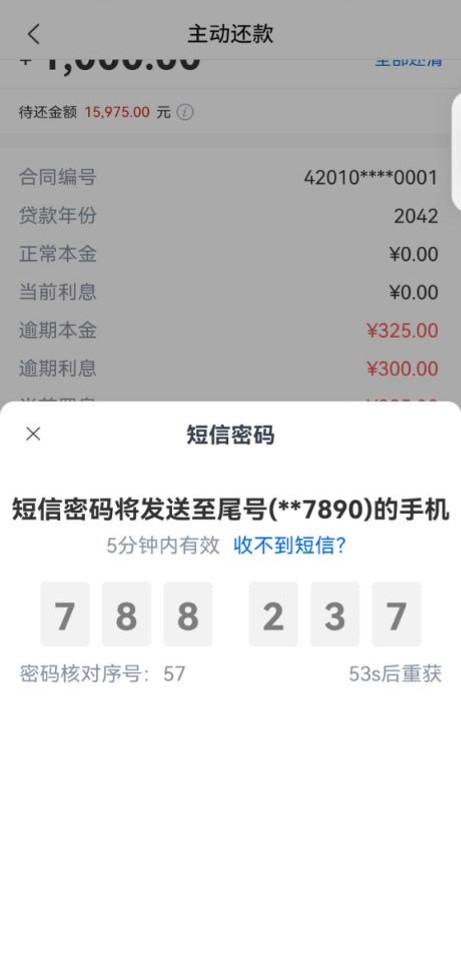 主动还款
1,000.00 全部还清
待还金额 15,975.00 元
合同编号 42010****0001
贷款年份 2042
正常本金 ¥0.00
当前利息 ¥0.00
逾期本金 ¥325.00
逾期利息 ¥300.00
短信密码
短信密码将发送至尾号(**7890)的手机
5分钟内有效 收不到短信?
7 8 8 2 3 7
密码核对序号: 57 53s后重获